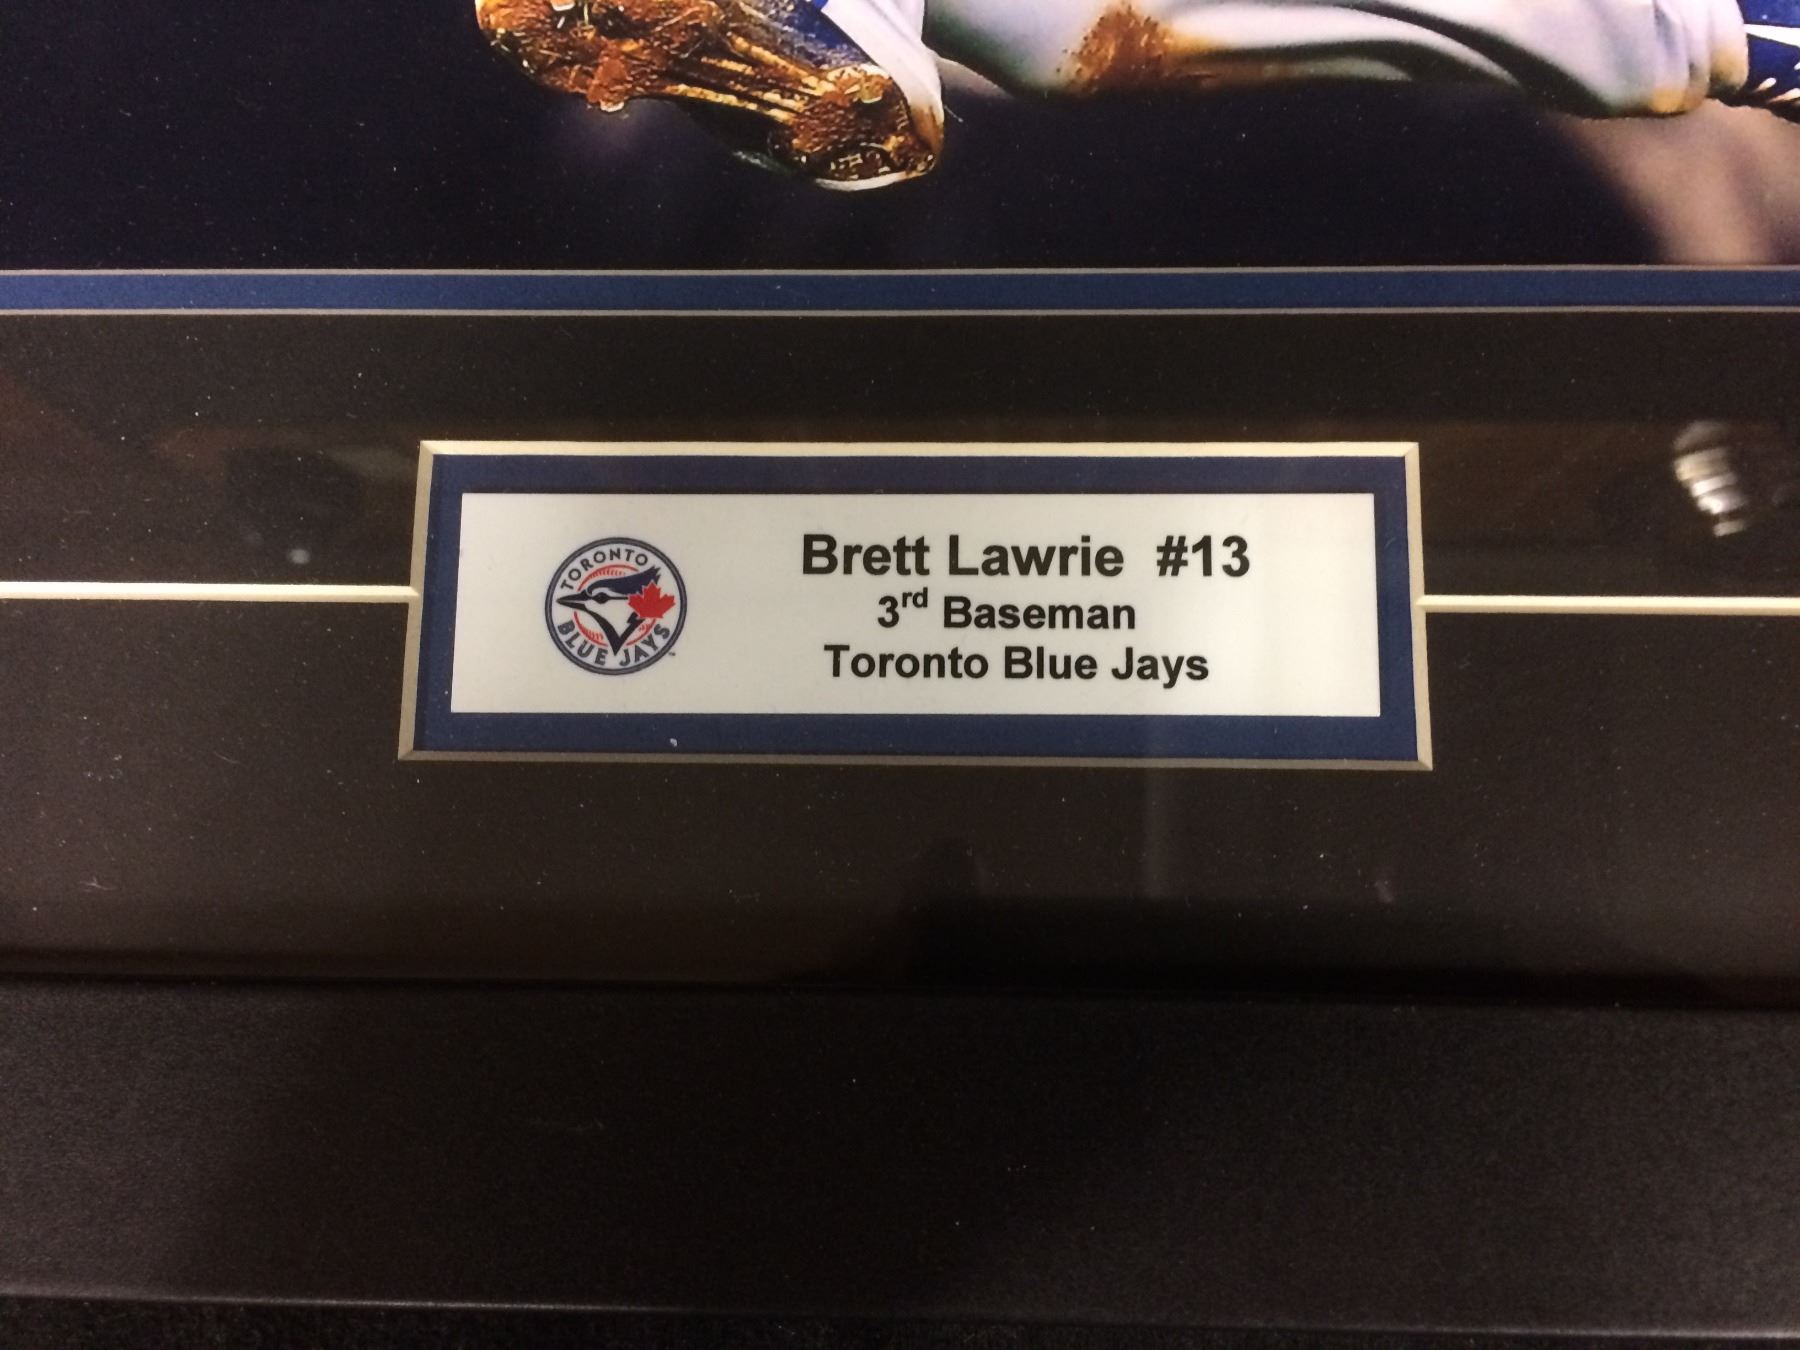 TORONTO
BLUE JAYS
Brett Lawrie #13
3rd Baseman
Toronto Blue Jays